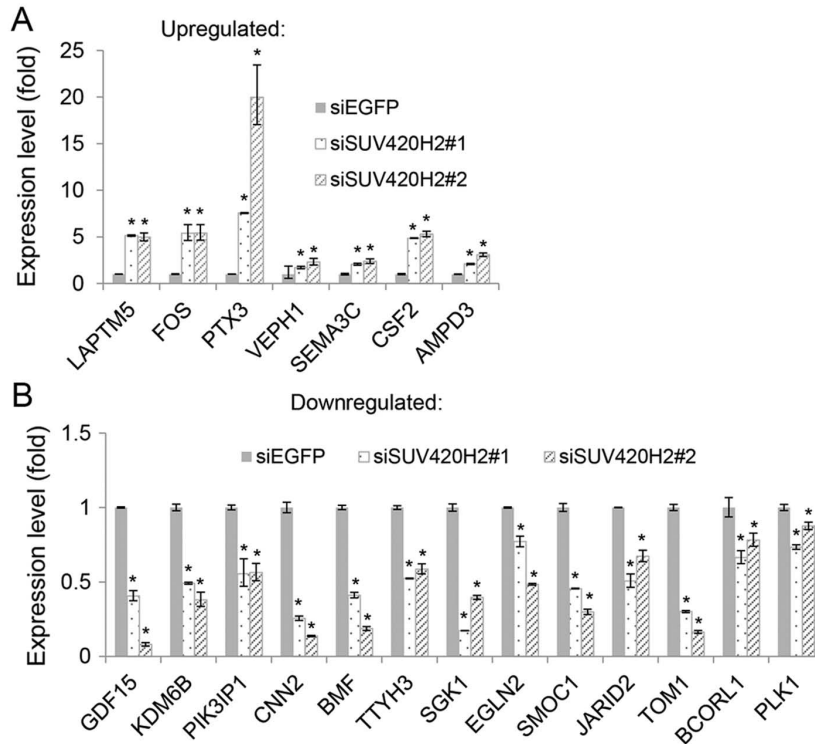 A
Upregulated:
Expression level (fold)
25
20
15
10
5
0
siEGFP
siSUV420H2#1
siSUV420H2#2
* * * * * * * * * * * * * *
LAPTM5 FOS PTX3 VEPH1 SEMA3C CSF2 AMPD3
B
Downregulated:
Expression level (fold)
1.5
1
0.5
0
siEGFP siSUV420H2#1 siSUV420H2#2
* * * * * * * * * * * * * * * * * * * * * * * * * *
GDF15 KDM6B PIK3IP1 CNN2 BMF TTYH3 SGK1 EGLN2 SMOC1 JARID2 TOM1 BCORL1 PLK1